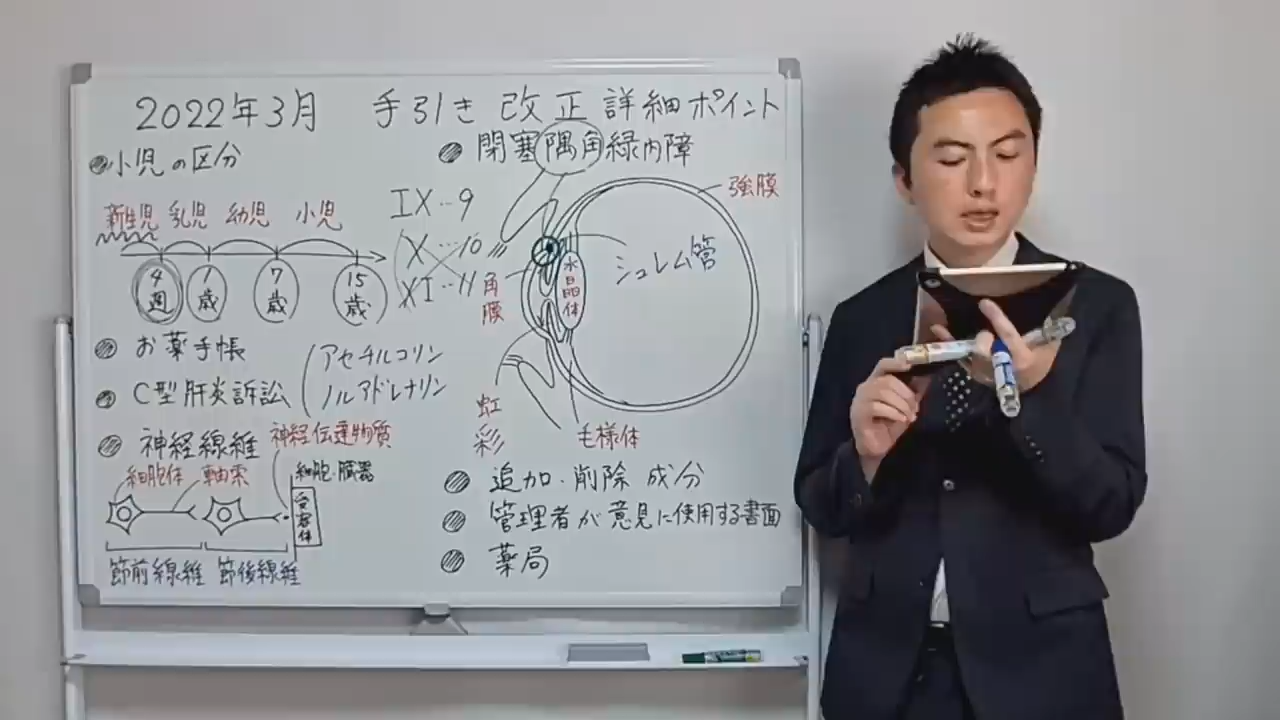 2022年3月 手引き 改正 詳細ポイント
小児の区分
新生児 乳児 幼児 小児
4週 1歳 7歳 15歳
IX…9
X…10
XI…11
お薬手帳
C型肝炎訴訟
アセチルコリン
ノルアドレナリン
神経線維
神経伝達物質
細胞体 軸索
細胞・臓器
受容体
節前線維 節後線維
閉塞隅角緑内障
強膜
シュレム管
水晶体
角膜
虹彩
毛様体
追加・削除 成分
管理者が意見に使用する書面
薬局